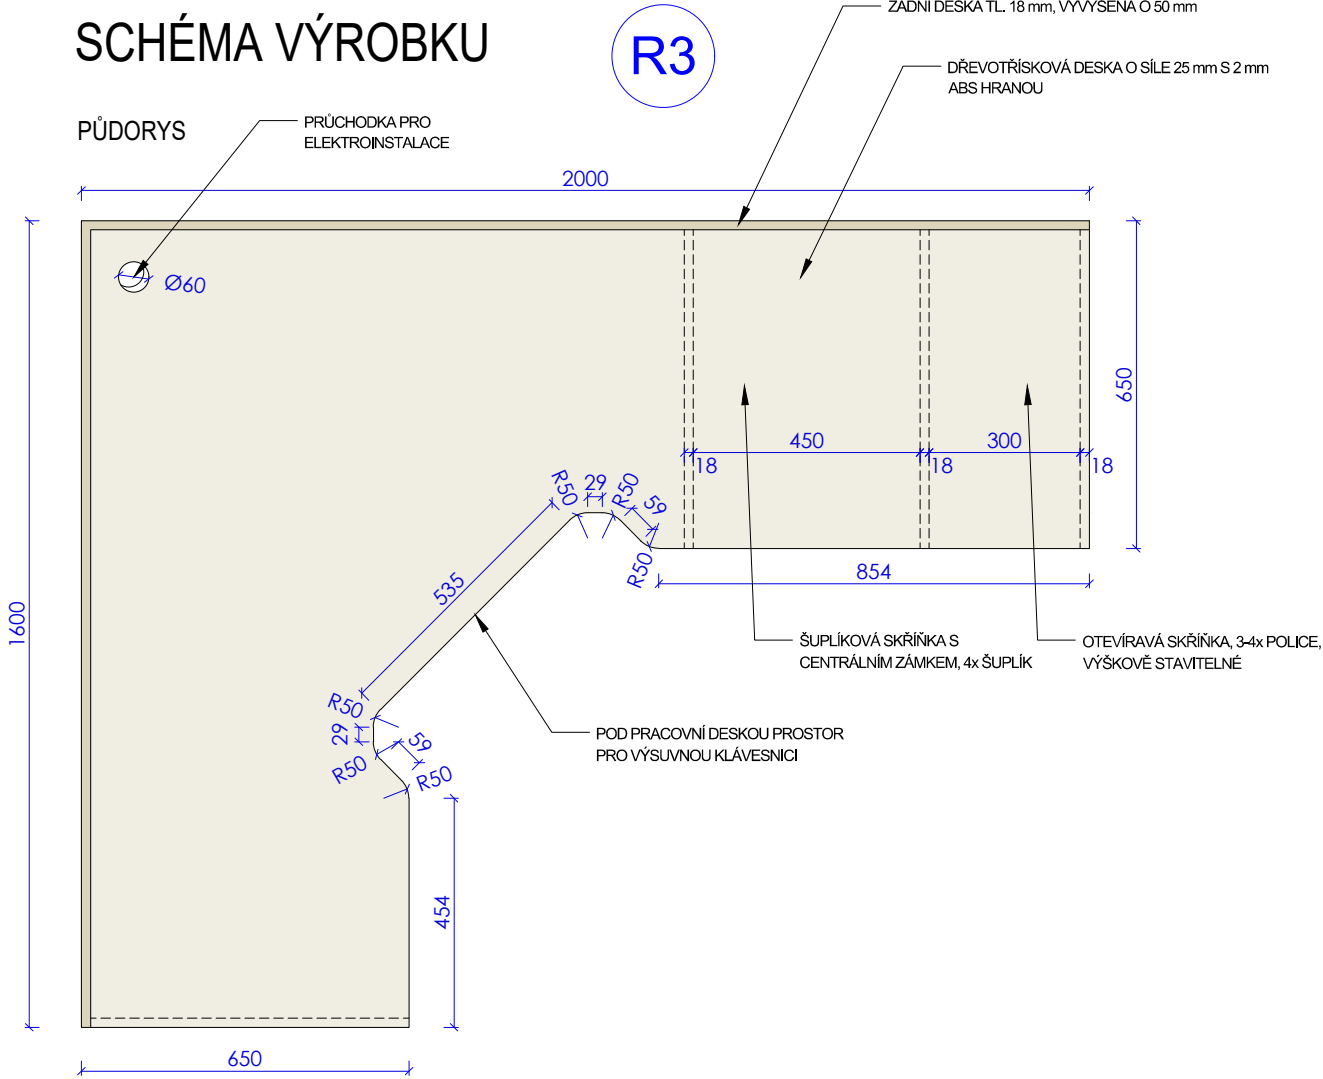 ZADNÍ DESKA TL. 18 mm, VYVÝŠENÁ O 50 mm
SCHÉMA VÝROBKU
R3
DŘEVOTŘÍSKOVÁ DESKA O SÍLE 25 mm S 2 mm
ABS HRANOU
PŮDORYS
PRŮCHODKA PRO
ELEKTROINSTALACE
2000
Ø60
650
450
300
18
18
18
R50
29
R50
59
R50
535
854
1600
ŠUPLÍKOVÁ SKŘÍŇKA S
CENTRÁLNÍM ZÁMKEM, 4x ŠUPLÍK
OTEVÍRAVÁ SKŘÍŇKA, 3-4x POLICE,
VÝŠKOVĚ STAVITELNÉ
R50
29
59
R50
R50
POD PRACOVNÍ DESKOU PROSTOR
PRO VÝSUVNOU KLÁVESNICI
454
650